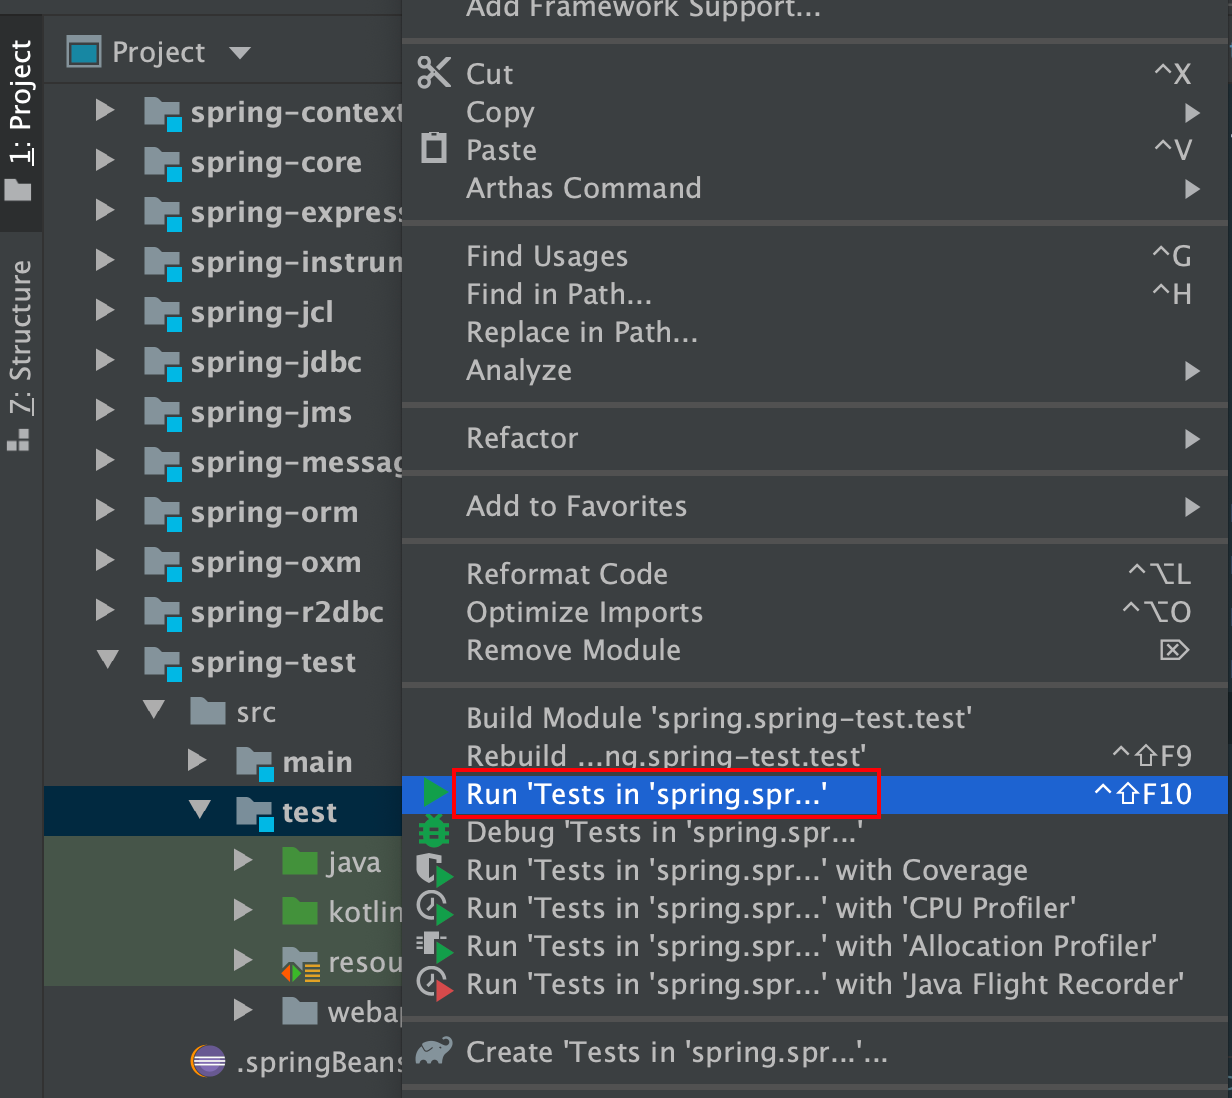 1: Project
7: Structure
Project
spring-context
spring-core
spring-express
spring-instrum
spring-jcl
spring-jdbc
spring-jms
spring-messag
spring-orm
spring-oxm
spring-r2dbc
spring-test
src
main
test
java
kotlin
resou
webap
.springBeans
Add Framework Support...
Cut ^X
Copy
Paste ^V
Arthas Command
Find Usages ^G
Find in Path... ^H
Replace in Path...
Analyze
Refactor
Add to Favorites
Reformat Code ^⌥L
Optimize Imports ^⌥O
Remove Module ⌦
Build Module 'spring.spring-test.test'
Rebuild ...ng.spring-test.test' ^⇧F9
Run 'Tests in 'spring.spr...' ^⇧F10
Debug 'Tests in 'spring.spr...'
Run 'Tests in 'spring.spr...' with Coverage
Run 'Tests in 'spring.spr...' with 'CPU Profiler'
Run 'Tests in 'spring.spr...' with 'Allocation Profiler'
Run 'Tests in 'spring.spr...' with 'Java Flight Recorder'
Create 'Tests in 'spring.spr...'...